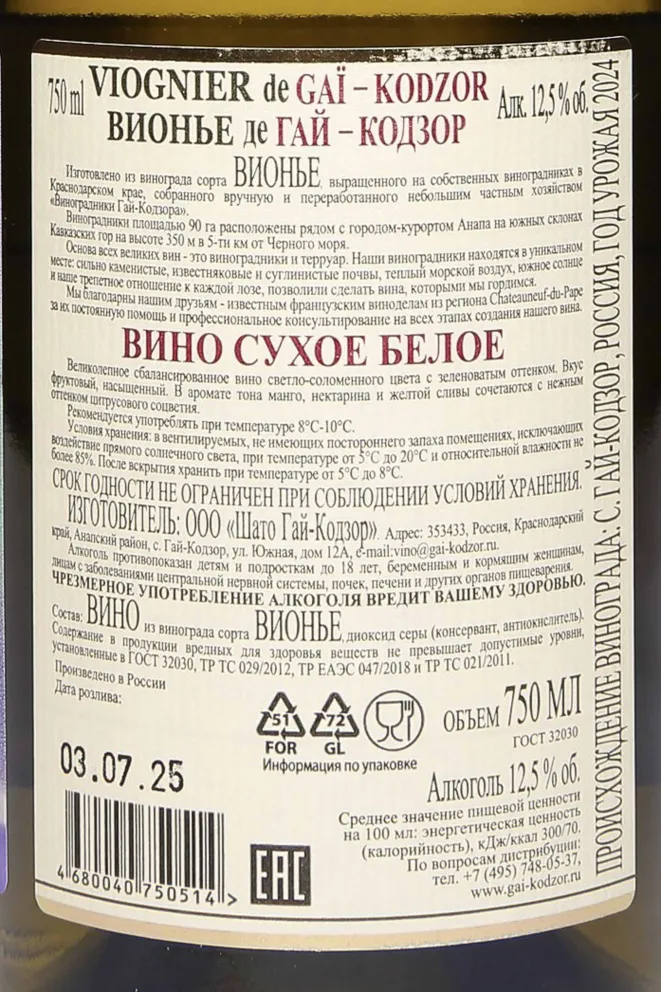 750 ml
VIOGNIER de GAÏ – KODZOR
Алк. 12,5 % об.
ВИОНЬЕ де ГАЙ – КОДЗОР
Изготовлено из винограда сорта ВИОНЬЕ, выращенного на собственных виноградниках в
Краснодарском крае, собранного вручную и переработанного небольшим частным хозяйством
«Виноградники Гай-Кодзора».
Виноградники площадью 90 га расположены рядом с городом-курортом Анапа на южных склонах
Кавказских гор на высоте 350 м в 5-ти км от Черного моря.
Основа всех великих вин - это виноградники и терруар. Наши виноградники находятся в уникальном
месте: сильно каменистые, известняковые и суглинистые почвы, теплый морской воздух, южное солнце
и наше трепетное отношение к каждой лозе, позволили сделать вина, которыми мы гордимся.
Мы благодарны нашим друзьям - известным французским виноделам из региона Chateauneuf-du-Pape
за их постоянную помощь и профессиональное консультирование на всех этапах создания нашего вина.
ВИНО СУХОЕ БЕЛОЕ
Великолепное сбалансированное вино светло-соломенного цвета с зеленоватым оттенком. Вкус
фруктовый, насыщенный. В аромате тона манго, нектарина и желтой сливы сочетаются с нежным
оттенком цитрусового соцветия.
Рекомендуется употреблять при температуре 8°С-10°С.
Условия хранения: в вентилируемых, не имеющих постороннего запаха помещениях, исключающих
воздействие прямого солнечного света, при температуре от 5°С до 20°С и относительной влажности не
более 85%. После вскрытия хранить при температуре от 5°С до 8°С.
СРОК ГОДНОСТИ НЕ ОГРАНИЧЕН ПРИ СОБЛЮДЕНИИ УСЛОВИЙ ХРАНЕНИЯ.
ИЗГОТОВИТЕЛЬ: ООО «Шато Гай-Кодзор». Адрес: 353433, Россия, Краснодарский
край, Анапский район, с. Гай-Кодзор, ул. Южная, дом 12А, e-mail:vino@gai-kodzor.ru.
Алкоголь противопоказан детям и подросткам до 18 лет, беременным и кормящим женщинам,
лицам с заболеваниями центральной нервной системы, почек, печени и других органов пищеварения.
ЧРЕЗМЕРНОЕ УПОТРЕБЛЕНИЕ АЛКОГОЛЯ ВРЕДИТ ВАШЕМУ ЗДОРОВЬЮ.
Состав: ВИНО из винограда сорта ВИОНЬЕ, диоксид серы (консервант, антиокислитель).
Содержание в продукции вредных для здоровья веществ не превышает допустимые уровни,
установленные в ГОСТ 32030, ТР ТС 029/2012, ТР ЕАЭС 047/2018 и ТР ТС 021/2011.
Произведено в России
Дата розлива:
03.07.25
51
FOR
72
GL
Информация по упаковке
ОБЪЕМ 750 МЛ
ГОСТ 32030
Алкоголь 12,5 % об.
Среднее значение пищевой ценности
на 100 мл: энергетическая ценность
(калорийность), кДж/ккал 300/70.
По вопросам дистрибуции:
тел. +7 (495) 748-05-37,
www.gai-kodzor.ru
4 680040 750514 >
EAC
ПРОИСХОЖДЕНИЕ ВИНОГРАДА: С. ГАЙ-КОДЗОР, РОССИЯ, ГОД УРОЖАЯ 2024